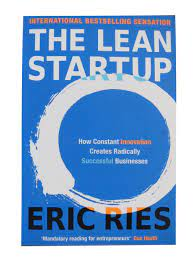 INTERNATIONAL BESTSELLING SENSATION
THE LEAN
STARTUP
How Constant Innovation
Creates Radically
Successful Businesses
ERIC RIES
'Mandatory reading for entrepreneurs'